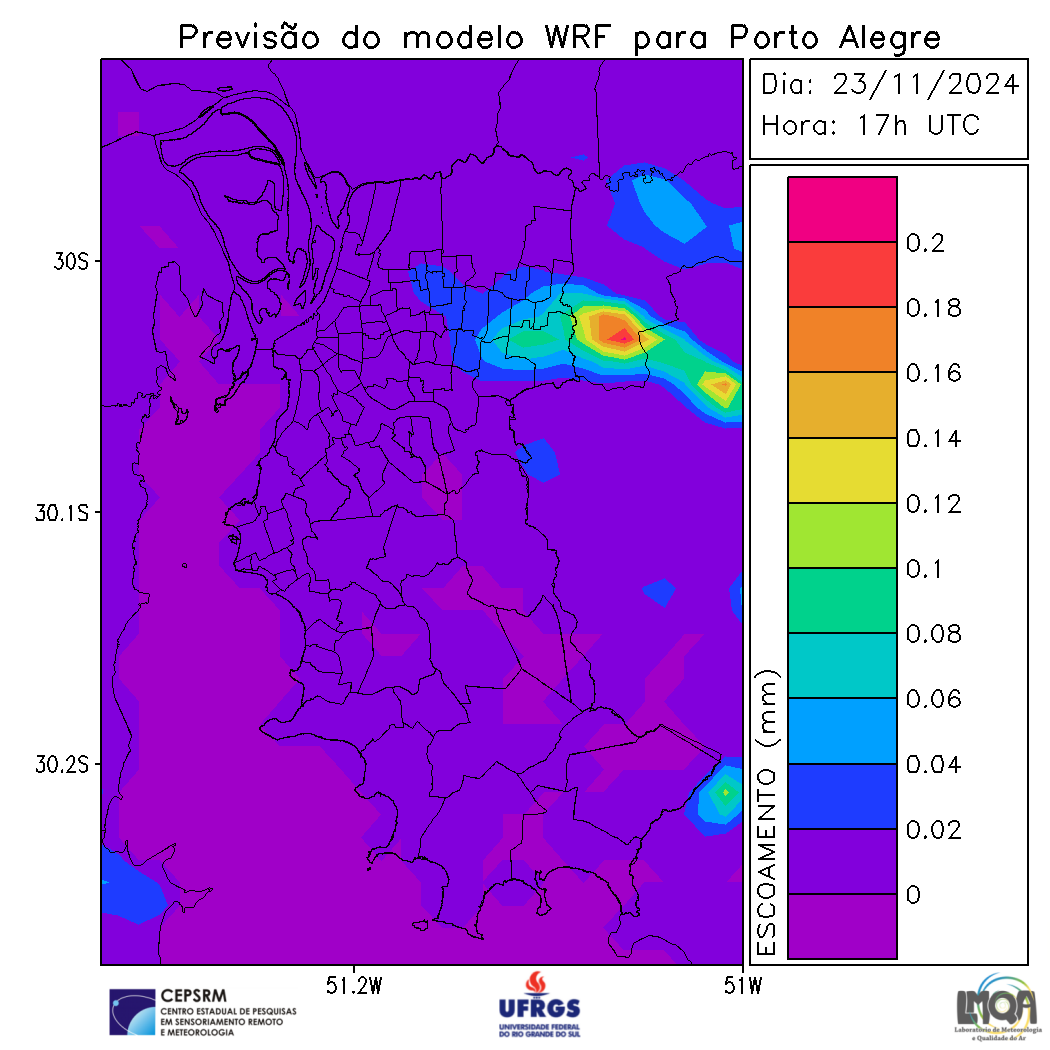 Previsão do modelo WRF para Porto Alegre
Dia: 23/11/2024
Hora: 17h UTC
0.2
0.18
0.16
0.14
0.12
0.1
0.08
0.06
0.04
0.02
0
ESCOAMENTO (mm)
30S
30.1S
30.2S
51.2W
51W
CEPSRM
CENTRO ESTADUAL DE PESQUISAS
EM SENSORIAMENTO REMOTO
E METEOROLOGIA
UFRGS
UNIVERSIDADE FEDERAL
DO RIO GRANDE DO SUL
LMQA
Laboratório de Meteorologia
e Qualidade do Ar